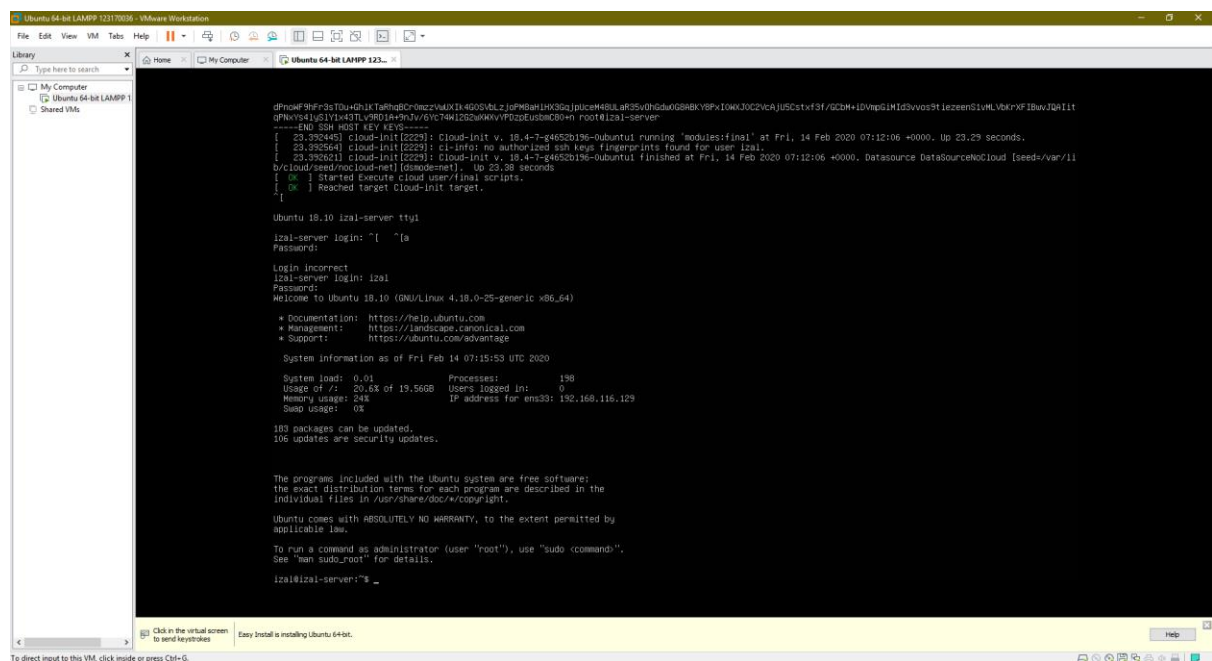 Ubuntu 64-bit LAMPP 123170036 - VMware Workstation
File Edit View VM Tabs Help
Library
Home
My Computer
Ubuntu 64-bit LAMPP 123...
Type here to search
My Computer
Ubuntu 64-bit LAMPP 1
Shared VMs
root@izal-server
-----END SSH HOST KEY KEYS-----
[ 23.392445] cloud-init[2229]: Cloud-init v. 18.4-7-g4652b196-0ubuntu1 running 'modules:final' at Fri, 14 Feb 2020 07:12:06 +0000. Up 23.29 seconds.
[ 23.392564] cloud-init[2229]: ci-info: no authorized ssh keys fingerprints found for user izal.
[ 23.392621] cloud-init[2229]: Cloud-init v. 18.4-7-g4652b196-0ubuntu1 finished at Fri, 14 Feb 2020 07:12:06 +0000. Datasource DataSourceNoCloud [seed=/var/li
b/cloud/seed/nocloud-net][dsmode=net]. Up 23.38 seconds
[ OK ] Started Execute cloud user/final scripts.
[ OK ] Reached target Cloud-init target.
^[
Ubuntu 18.10 izal-server tty1
izal-server login: ^[ ^[a
Password:
Login incorrect
izal-server login: izal
Password:
Welcome to Ubuntu 18.10 (GNU/Linux 4.18.0-25-generic x86_64)
* Documentation: https://help.ubuntu.com
* Management: https://landscape.canonical.com
* Support: https://ubuntu.com/advantage
System information as of Fri Feb 14 07:15:53 UTC 2020
System load: 0.01 Processes: 198
Usage of /: 20.6% of 19.56GB Users logged in: 0
Memory usage: 24% IP address for ens33: 192.168.116.129
Swap usage: 0%
183 packages can be updated.
106 updates are security updates.
The programs included with the Ubuntu system are free software;
the exact distribution terms for each program are described in the
individual files in /usr/share/doc/*/copyright.
Ubuntu comes with ABSOLUTELY NO WARRANTY, to the extent permitted by
applicable law.
To run a command as administrator (user "root"), use "sudo <command>".
See "man sudo_root" for details.
izal@izal-server:~$ _
Click in the virtual screen
to send keystrokes
Easy Install is installing Ubuntu 64-bit.
Help
To direct input to this VM, click inside or press Ctrl+G.